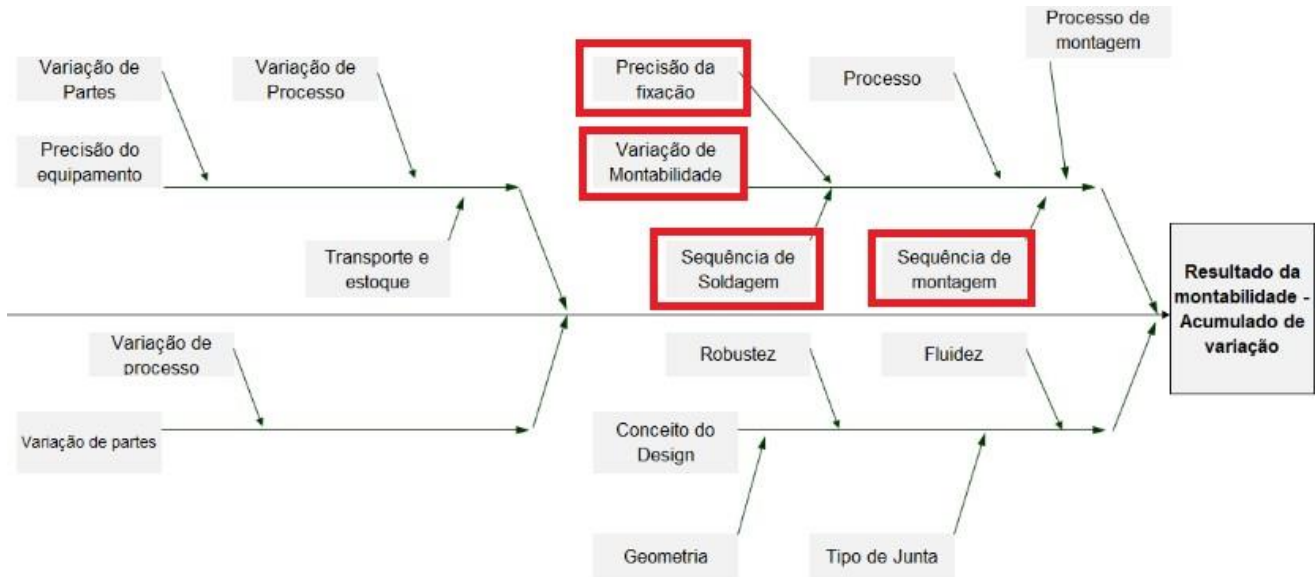 Processo de
montagem
Variação de
Partes
Variação de
Processo
Precisão da
fixacão
Processo
Precisão do
equipamento
Variação de
Montabilidade
Transporte e
estoque
Sequência de
Soldagem
Sequência de
montagem
Resultado da
montabilidade -
Acumulado de
variação
Variação de
processo
Robustez
Fluidez
Variação de partes
Conceito do
Design
Geometria
Tipo de Junta